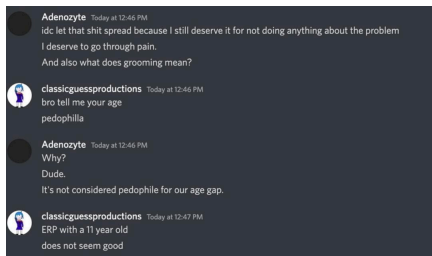 Adenozyte Today at 12:46 PM
idc let that shit spread because I still deserve it for not doing anything about the problem
I deserve to go through pain.
And also what does grooming mean?
classicguessproductions Today at 12:46 PM
bro tell me your age
pedophilla
Adenozyte Today at 12:46 PM
Why?
Dude.
It's not considered pedophile for our age gap.
classicguessproductions Today at 12:47 PM
ERP with a 11 year old
does not seem good